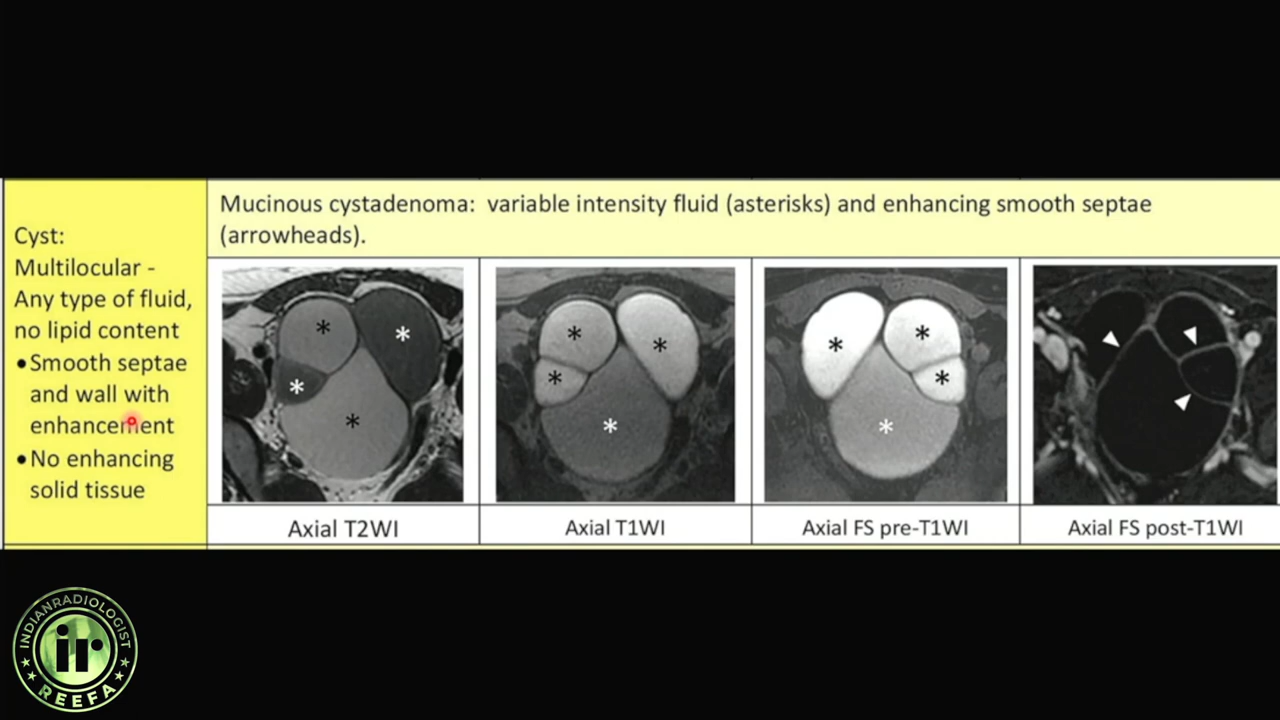 Cyst:
Multilocular -
Any type of fluid,
no lipid content
• Smooth septae
and wall with
enhancement
• No enhancing
solid tissue
Mucinous cystadenoma: variable intensity fluid (asterisks) and enhancing smooth septae
(arrowheads).
Axial T2WI
Axial T1WI
Axial FS pre-T1WI
Axial FS post-T1WI
INDIANRADIOLOGIST
ir
REEFA